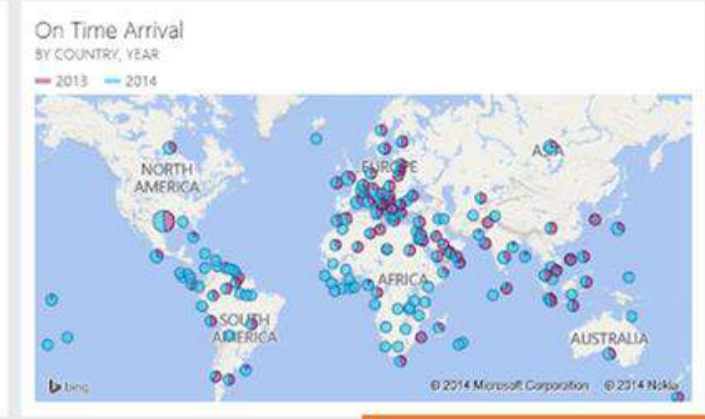 On Time Arrival
BY COUNTRY, YEAR
2013 2014
ASIA
EUROPE
NORTH
AMERICA
AFRICA
SOUTH
AMERICA
AUSTRALIA
bing
© 2014 Microsoft Corporation © 2014 Nokia